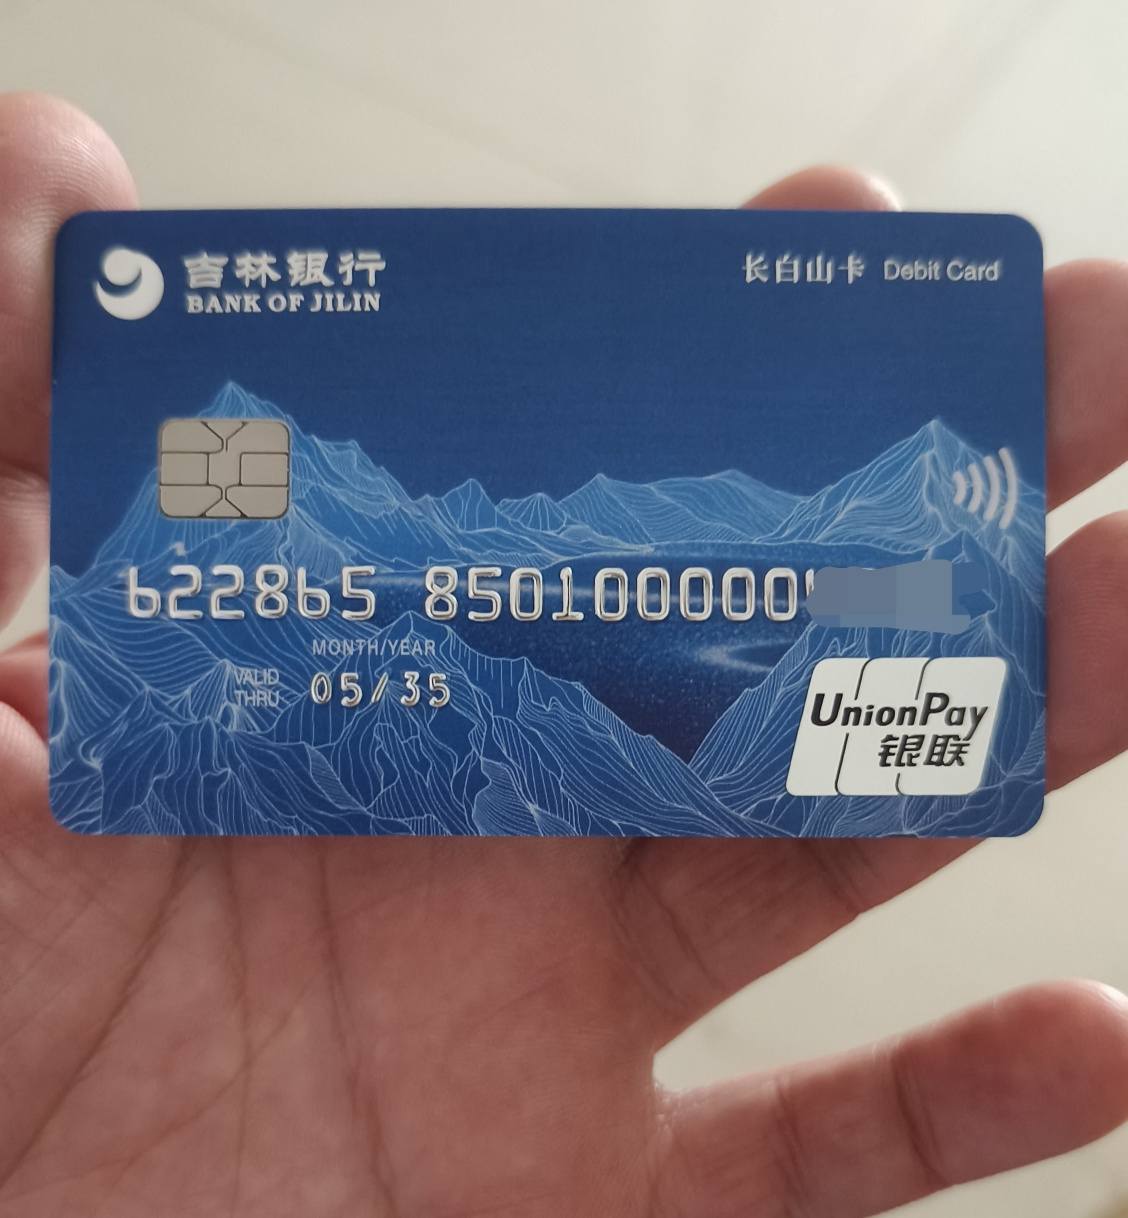 吉林银行
BANK OF JILIN
长白山卡 Debit Card
622865 850100000
MONTH/YEAR
VALID
THRU
05/35
UnionPay
银联